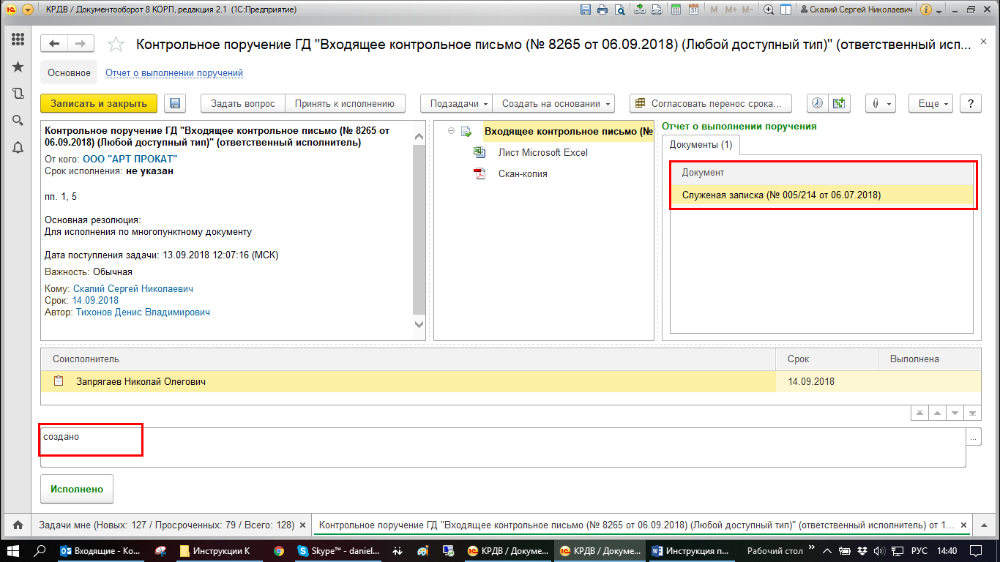 КРДВ / Документооборот 8 КОРП, редакция 2.1 (1С:Предприятие)
M M+ M-
31
Скалий Сергей Николаевич
Контрольное поручение ГД "Входящее контрольное письмо (№ 8265 от 06.09.2018) (Любой доступный тип)" (ответственный исп...
Основное Отчет о выполнении поручений
Записать и закрыть Задать вопрос Принять к исполнению Подзадачи Создать на основании Согласовать перенос срока... Еще ?
Контрольное поручение ГД "Входящее контрольное письмо (№ 8265 от
06.09.2018) (Любой доступный тип)" (ответственный исполнитель)
От кого: ООО "АРТ ПРОКАТ"
Срок исполнения: не указан
пп. 1, 5
Основная резолюция:
Для исполнения по многопунктному документу
Дата поступления задачи: 13.09.2018 12:07:16 (МСК)
Важность: Обычная
Кому: Скалий Сергей Николаевич
Срок: 14.09.2018
Автор: Тихонов Денис Владимирович
Входящее контрольное письмо (№
Лист Microsoft Excel
Скан-копия
Отчет о выполнении поручения
Документы (1)
Документ
Служеная записка (№ 005/214 от 06.07.2018)
Соисполнитель Срок Выполнена
Запрягаев Николай Олегович 14.09.2018
создано
...
Исполнено
Задачи мне (Новых: 127 / Просроченных: 79 / Всего: 128) × Контрольное поручение ГД "Входящее контрольное письмо (№ 8265 от 06.09.2018) (Любой доступный тип)" (ответственный исполнитель) от 1... ×
Входящие - Ко... Инструкции К Skype™ - daniel... КРДВ / Докуме... КРДВ / Докуме... Инструкция п... Рабочий стол РУС 14:40